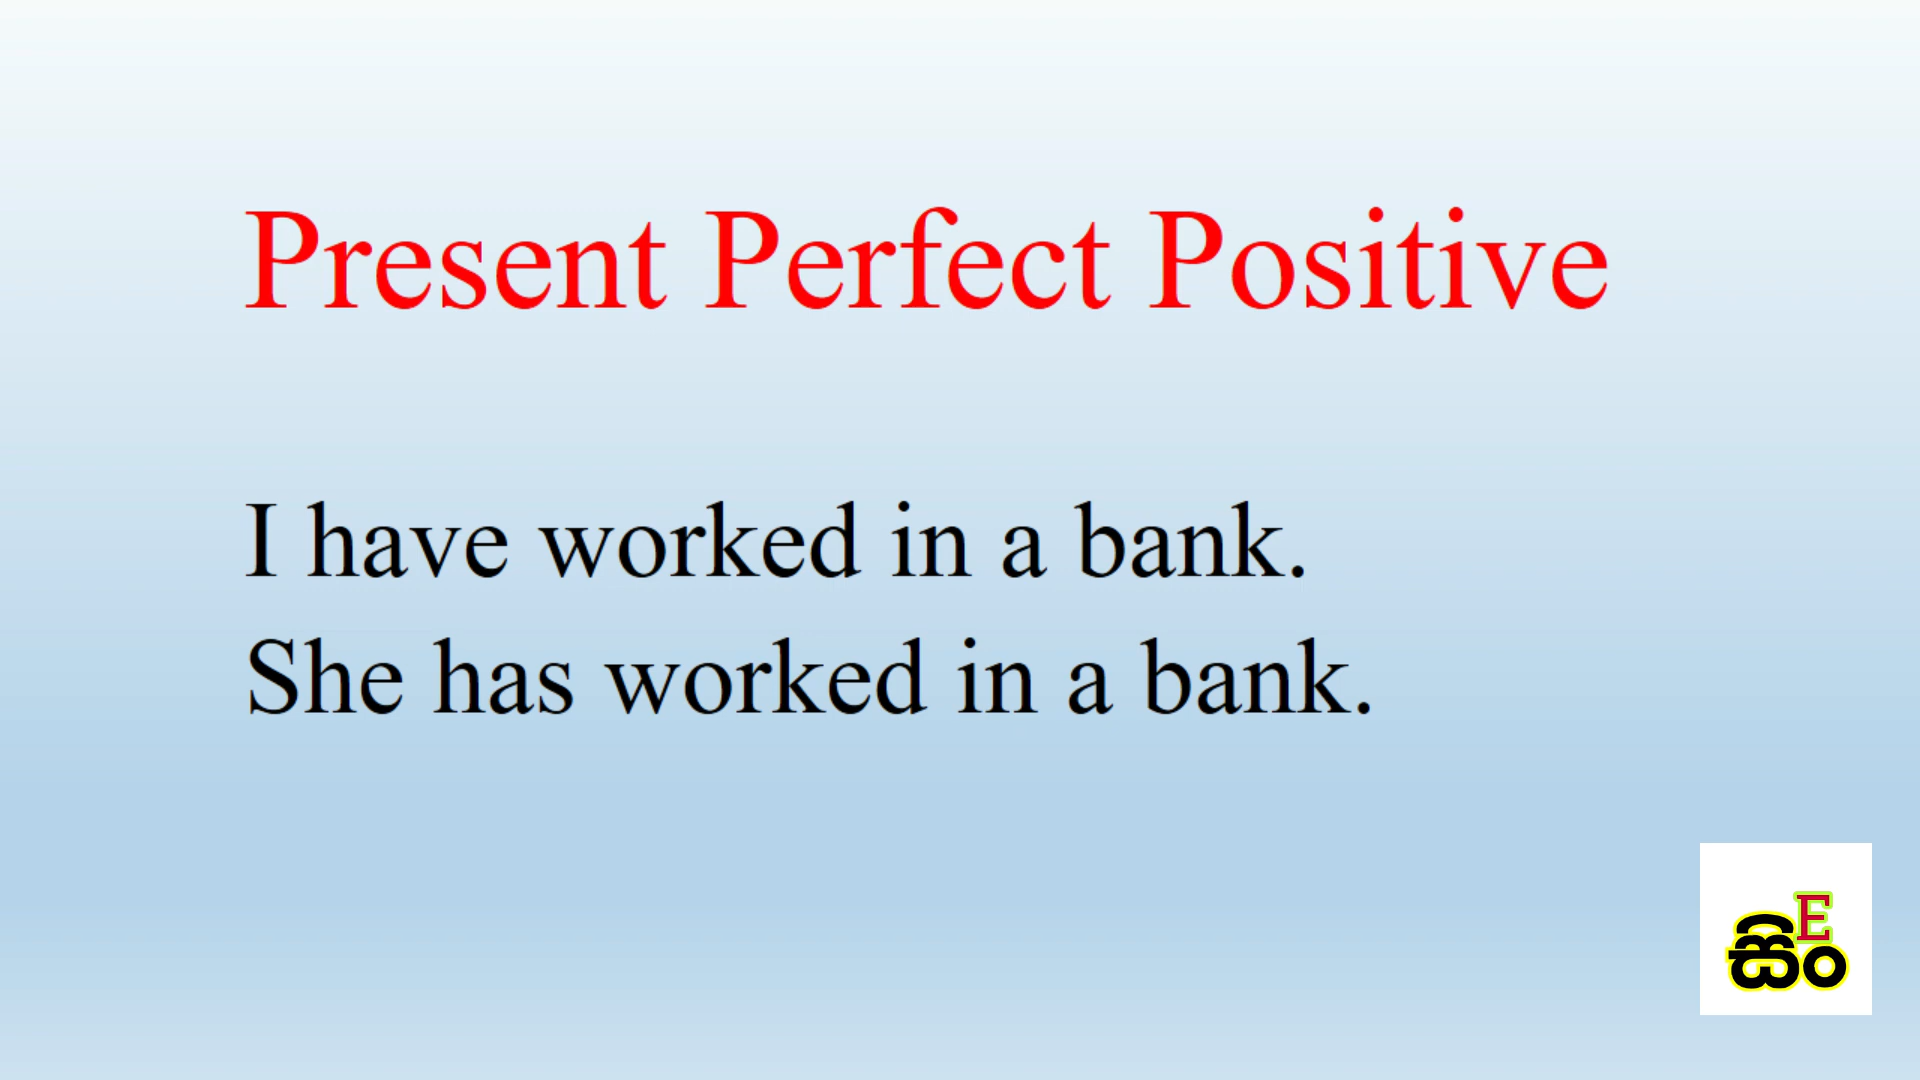 Present Perfect Positive
I have worked in a bank.
She has worked in a bank.
E
සිං